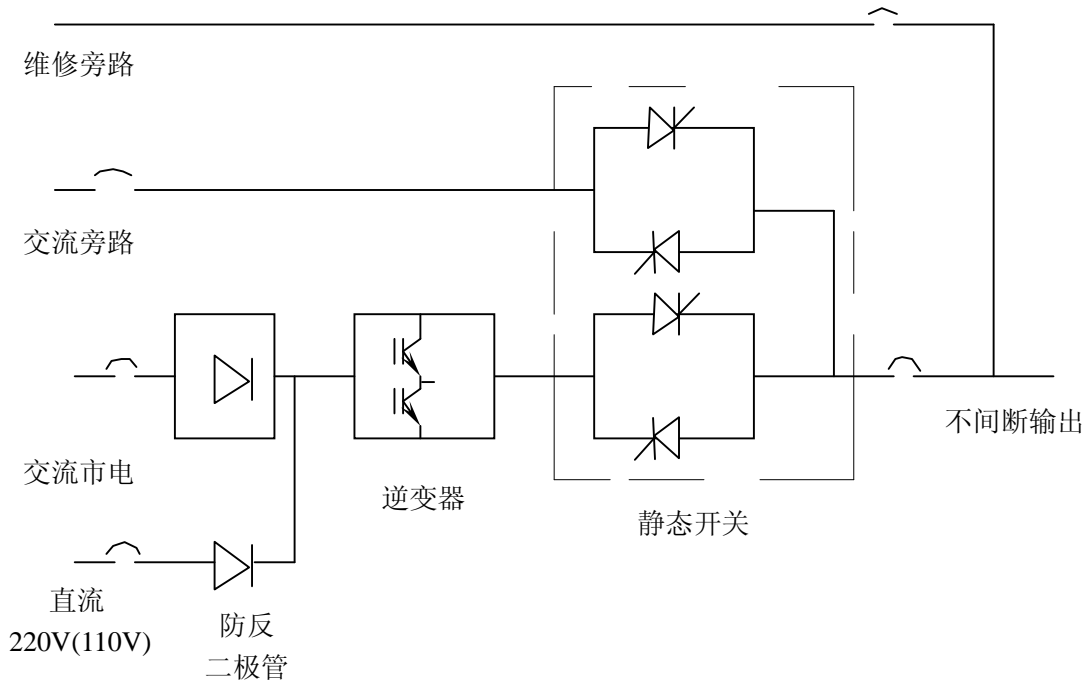 维修旁路
交流旁路
交流市电
逆变器
静态开关
不间断输出
直流
220V(110V)
防反
二极管